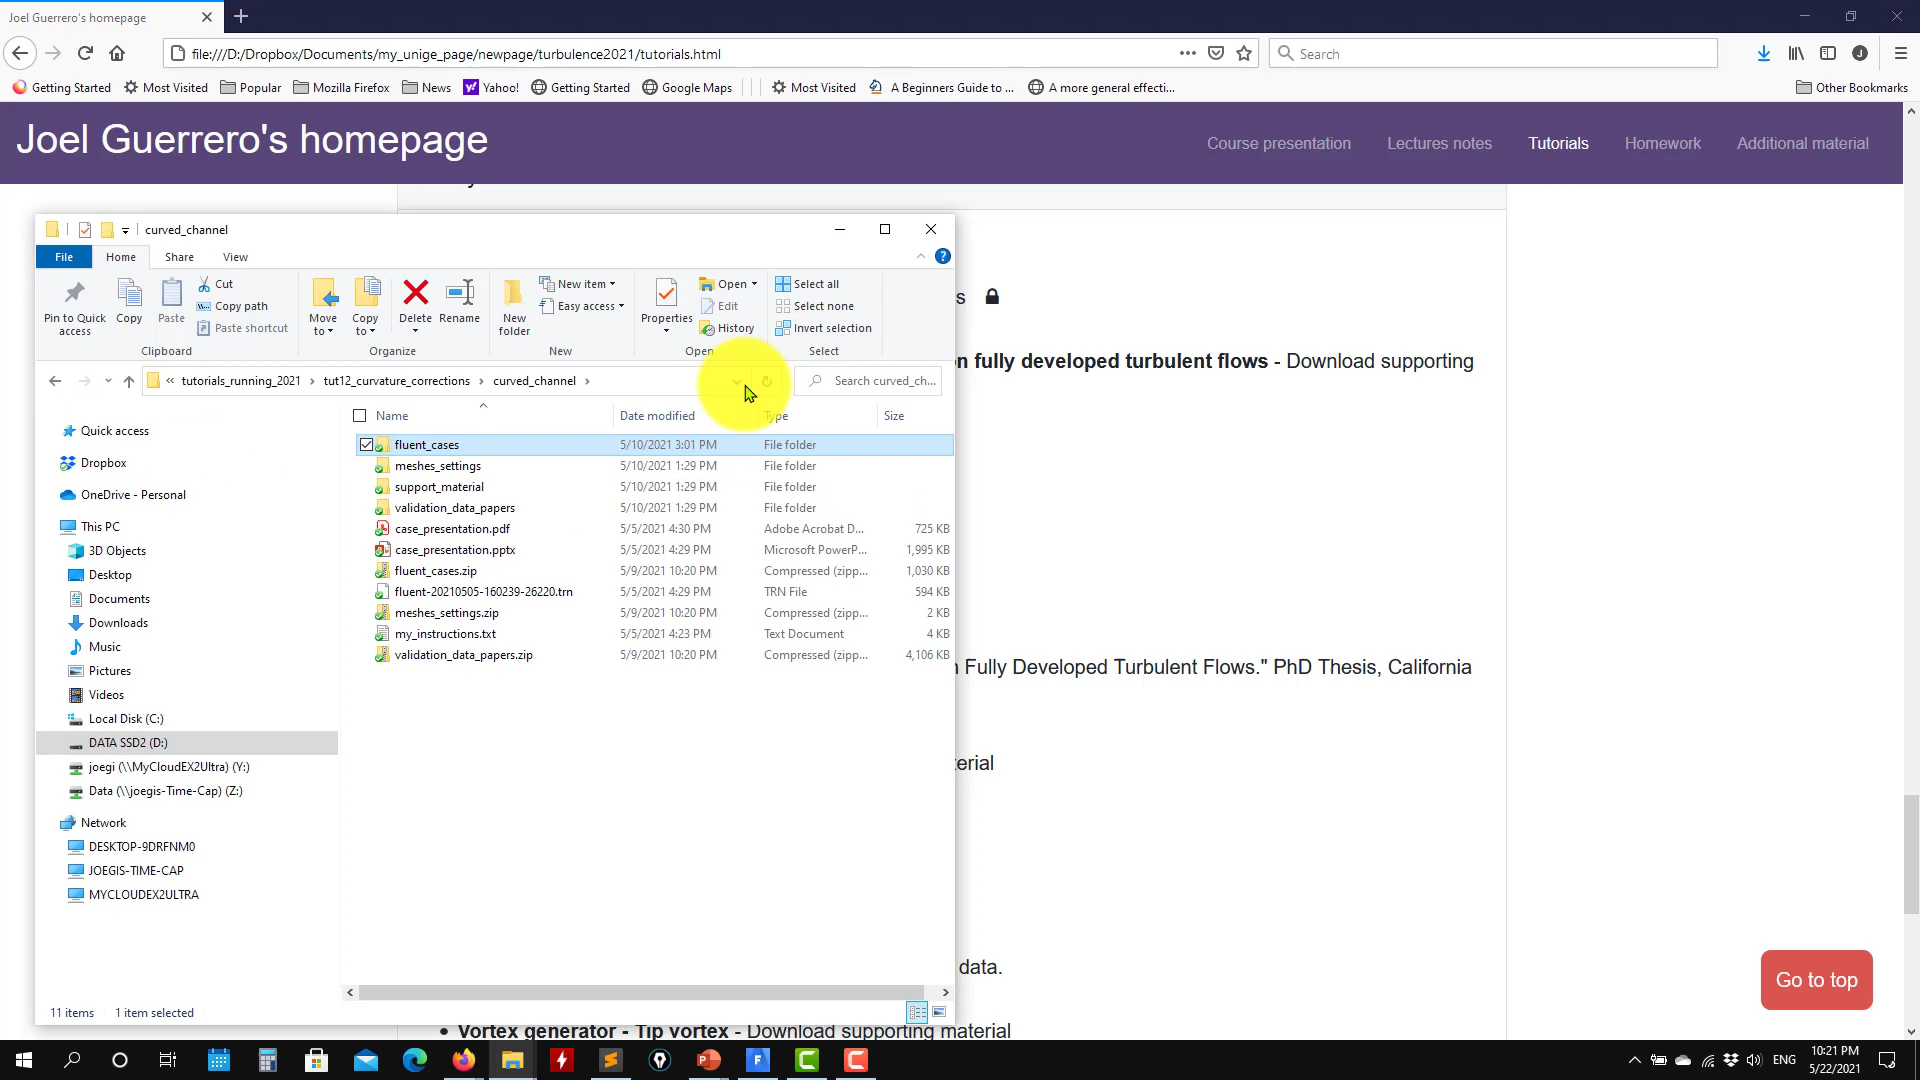 Joel Guerrero's homepage
file:///D:/Dropbox/Documents/my_unige_page/newpage/turbulence2021/tutorials.html
Search
Getting Started
Most Visited
Popular
Mozilla Firefox
News
Yahoo!
Getting Started
Google Maps
Most Visited
A Beginners Guide to ...
A more general effecti...
Other Bookmarks
Joel Guerrero's homepage
Course presentation
Lectures notes
Tutorials
Homework
Additional material
curved_channel
File
Home
Share
View
Pin to Quick access
Copy
Paste
Cut
Copy path
Paste shortcut
Move to
Copy to
Delete
Rename
New folder
New item
Easy access
Properties
Open
Edit
History
Select all
Select none
Invert selection
Clipboard
Organize
New
Open
Select
« tutorials_running_2021 > tut12_curvature_corrections > curved_channel >
Search curved_ch...
Name Date modified Type Size
fluent_cases 5/10/2021 3:01 PM File folder
meshes_settings 5/10/2021 1:29 PM File folder
support_material 5/10/2021 1:29 PM File folder
validation_data_papers 5/10/2021 1:29 PM File folder
case_presentation.pdf 5/5/2021 4:30 PM Adobe Acrobat D... 725 KB
case_presentation.pptx 5/5/2021 4:29 PM Microsoft PowerP... 1,995 KB
fluent_cases.zip 5/9/2021 10:20 PM Compressed (zipp... 1,030 KB
fluent-20210505-160239-26220.trn 5/5/2021 4:29 PM TRN File 594 KB
meshes_settings.zip 5/9/2021 10:20 PM Compressed (zipp... 2 KB
my_instructions.txt 5/5/2021 4:23 PM Text Document 4 KB
validation_data_papers.zip 5/9/2021 10:20 PM Compressed (zipp... 4,106 KB
Quick access
Dropbox
OneDrive - Personal
This PC
3D Objects
Desktop
Documents
Downloads
Music
Pictures
Videos
Local Disk (C:)
DATA SSD2 (D:)
joegi (\\MyCloudEX2Ultra) (Y:)
Data (\\joegis-Time-Cap) (Z:)
Network
DESKTOP-9DRFNM0
JOEGIS-TIME-CAP
MYCLOUDEX2ULTRA
11 items 1 item selected
s
n fully developed turbulent flows - Download supporting
n Fully Developed Turbulent Flows." PhD Thesis, California
terial
data.
Vortex generator - Tip vortex - Download supporting material
Go to top
ENG
10:21 PM
5/22/2021